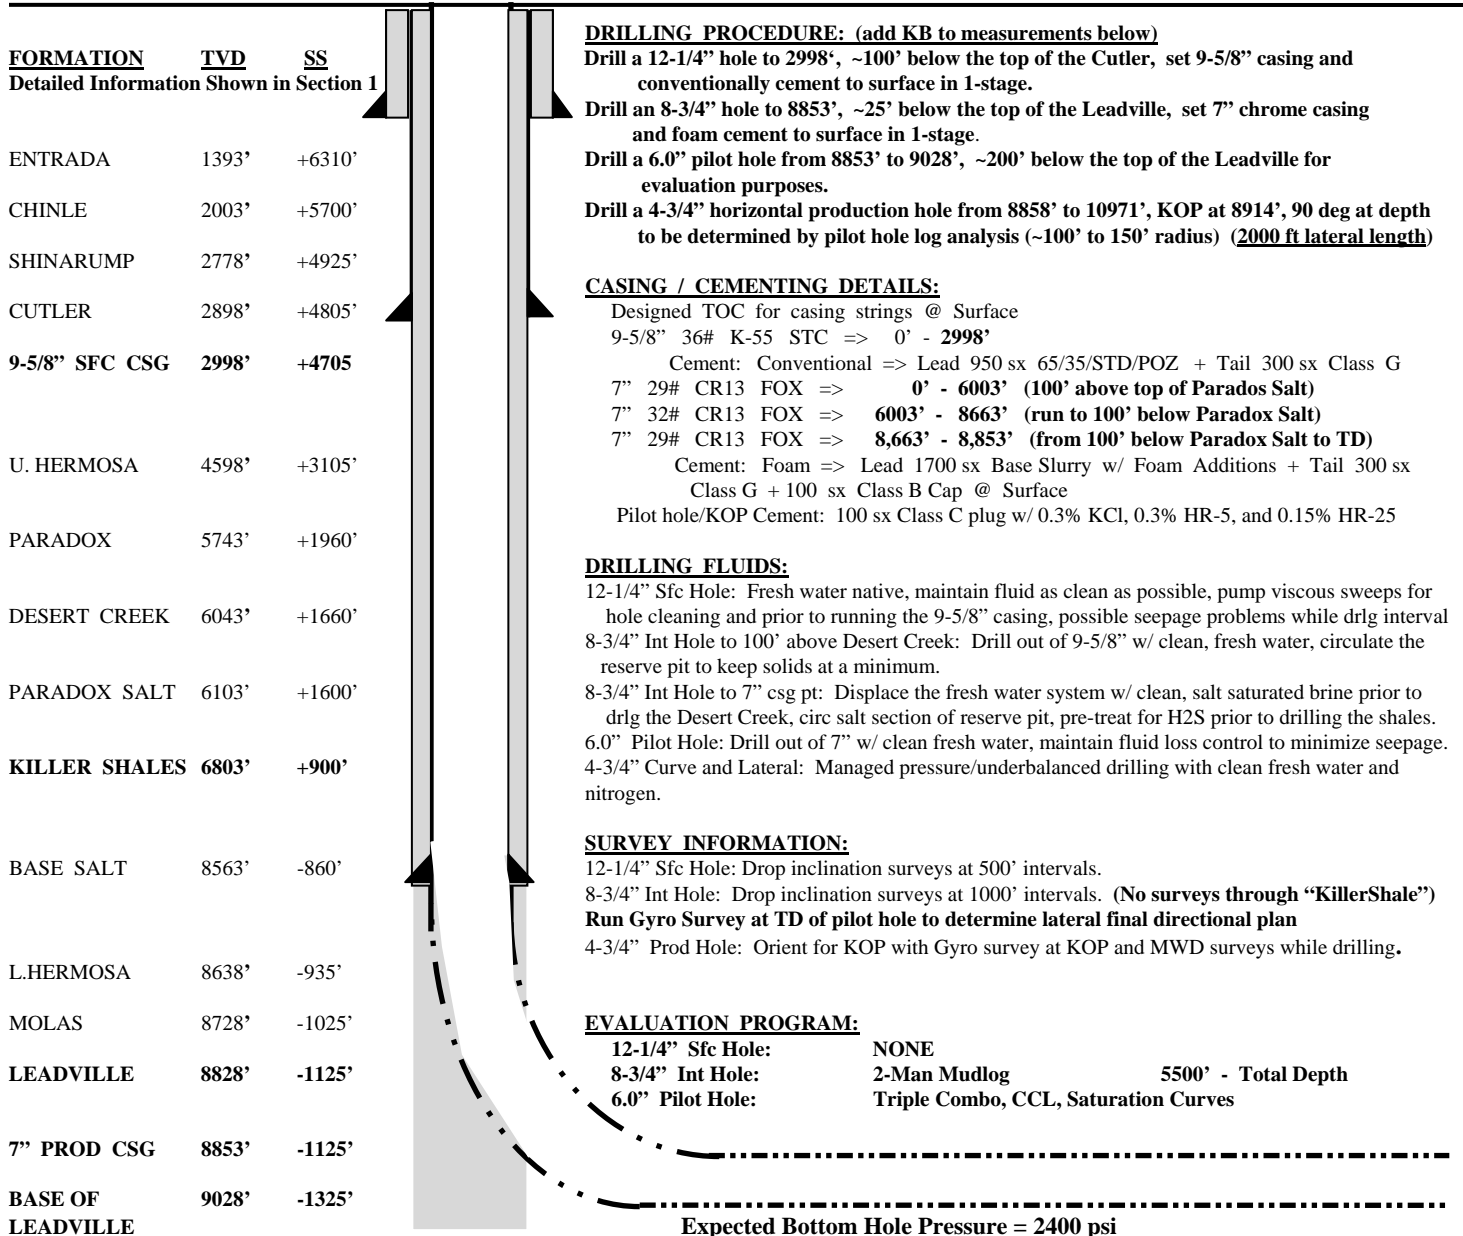 FORMATION TVD SS
Detailed Information Shown in Section 1
ENTRADA 1393’ +6310’
CHINLE 2003’ +5700’
SHINARUMP 2778’ +4925’
CUTLER 2898’ +4805’
9-5/8” SFC CSG 2998’ +4705
U. HERMOSA 4598’ +3105’
PARADOX 5743’ +1960’
DESERT CREEK 6043’ +1660’
PARADOX SALT 6103’ +1600’
KILLER SHALES 6803’ +900’
BASE SALT 8563’ -860’
L.HERMOSA 8638’ -935’
MOLAS 8728’ -1025’
LEADVILLE 8828’ -1125’
7” PROD CSG 8853’ -1125’
BASE OF 9028’ -1325’
LEADVILLE
DRILLING PROCEDURE: (add KB to measurements below)
Drill a 12-1/4” hole to 2998‘, ~100’ below the top of the Cutler, set 9-5/8” casing and
conventionally cement to surface in 1-stage.
Drill an 8-3/4” hole to 8853’, ~25’ below the top of the Leadville, set 7” chrome casing
and foam cement to surface in 1-stage.
Drill a 6.0” pilot hole from 8853’ to 9028’, ~200’ below the top of the Leadville for
evaluation purposes.
Drill a 4-3/4” horizontal production hole from 8858’ to 10971’, KOP at 8914’, 90 deg at depth
to be determined by pilot hole log analysis (~100’ to 150’ radius) (2000 ft lateral length)
CASING / CEMENTING DETAILS:
Designed TOC for casing strings @ Surface
9-5/8” 36# K-55 STC => 0’ - 2998’
Cement: Conventional => Lead 950 sx 65/35/STD/POZ + Tail 300 sx Class G
7” 29# CR13 FOX => 0’ - 6003’ (100’ above top of Parados Salt)
7” 32# CR13 FOX => 6003’ - 8663’ (run to 100’ below Paradox Salt)
7” 29# CR13 FOX => 8,663’ - 8,853’ (from 100’ below Paradox Salt to TD)
Cement: Foam => Lead 1700 sx Base Slurry w/ Foam Additions + Tail 300 sx
Class G + 100 sx Class B Cap @ Surface
Pilot hole/KOP Cement: 100 sx Class C plug w/ 0.3% KCl, 0.3% HR-5, and 0.15% HR-25
DRILLING FLUIDS:
12-1/4” Sfc Hole: Fresh water native, maintain fluid as clean as possible, pump viscous sweeps for
hole cleaning and prior to running the 9-5/8” casing, possible seepage problems while drlg interval
8-3/4” Int Hole to 100’ above Desert Creek: Drill out of 9-5/8” w/ clean, fresh water, circulate the
reserve pit to keep solids at a minimum.
8-3/4” Int Hole to 7” csg pt: Displace the fresh water system w/ clean, salt saturated brine prior to
drlg the Desert Creek, circ salt section of reserve pit, pre-treat for H2S prior to drilling the shales.
6.0” Pilot Hole: Drill out of 7” w/ clean fresh water, maintain fluid loss control to minimize seepage.
4-3/4” Curve and Lateral: Managed pressure/underbalanced drilling with clean fresh water and
nitrogen.
SURVEY INFORMATION:
12-1/4” Sfc Hole: Drop inclination surveys at 500’ intervals.
8-3/4” Int Hole: Drop inclination surveys at 1000’ intervals. (No surveys through “KillerShale”)
Run Gyro Survey at TD of pilot hole to determine lateral final directional plan
4-3/4” Prod Hole: Orient for KOP with Gyro survey at KOP and MWD surveys while drilling.
EVALUATION PROGRAM:
12-1/4” Sfc Hole: NONE
8-3/4” Int Hole: 2-Man Mudlog 5500’ - Total Depth
6.0” Pilot Hole: Triple Combo, CCL, Saturation Curves
Expected Bottom Hole Pressure = 2400 psi